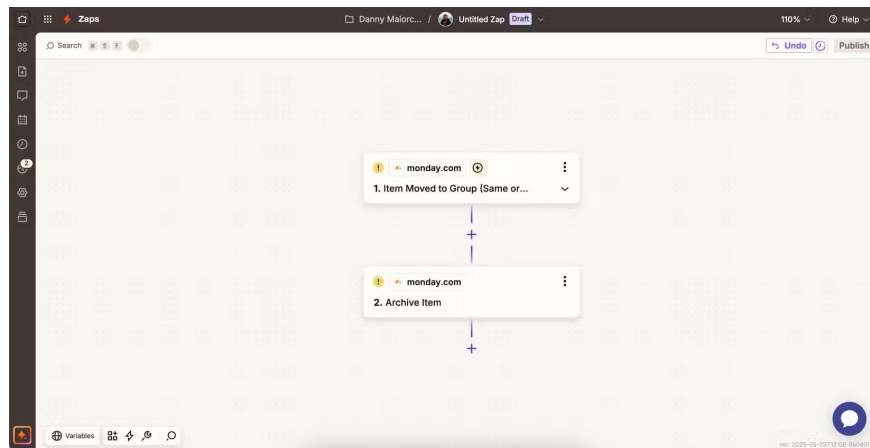 Zaps
Danny Maiorc... / Untitled Zap Draft
110%
Help
Search ⌘ ⇧ F
Undo
Publish
2
! monday.com
1. Item Moved to Group (Same or...
+
! monday.com
2. Archive Item
+
Variables